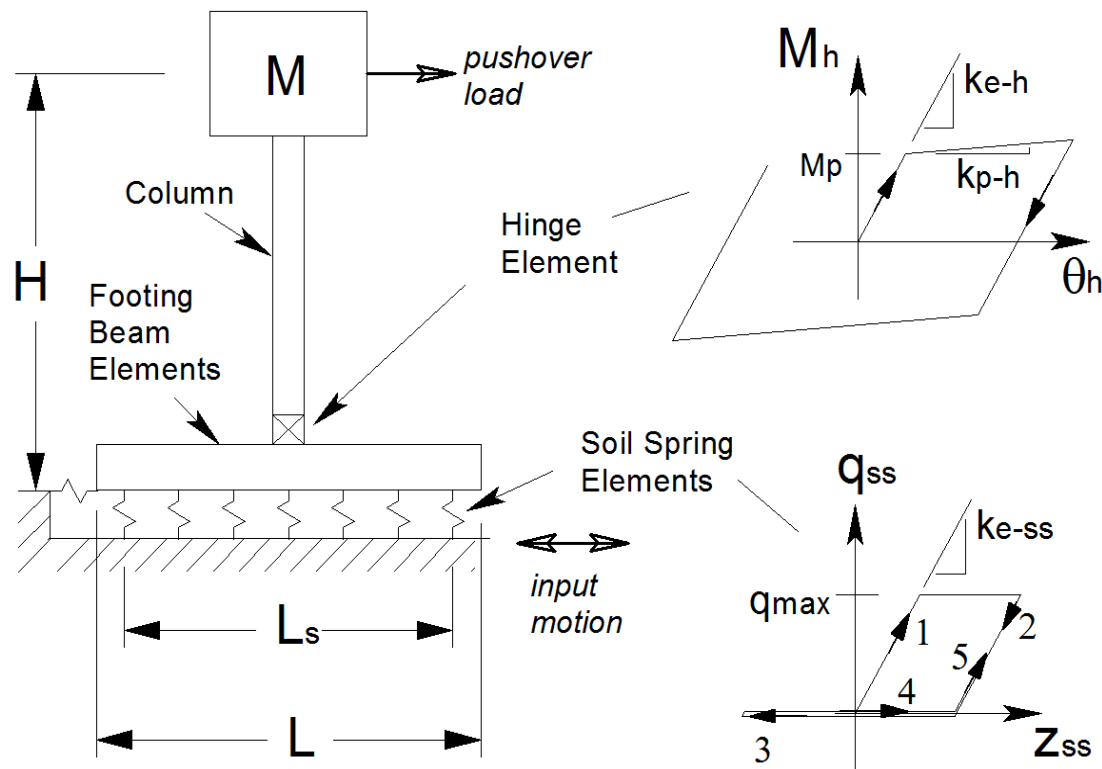 M
pushover
load
Column
H
Footing
Beam
Elements
Hinge
Element
Soil Spring
Elements
input
motion
Ls
L
Mh
ke-h
Mp
kp-h
θh
qss
ke-ss
qmax
1
2
5
4
3
zss